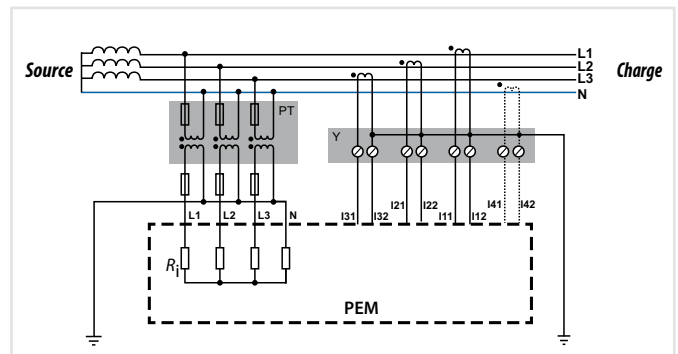 L1
L2
L3
N
Source
Charge
PT
Y
L1 L2 L3 N
I31 I32 I21 I22 I11 I12 I41 I42
Ri
PEM